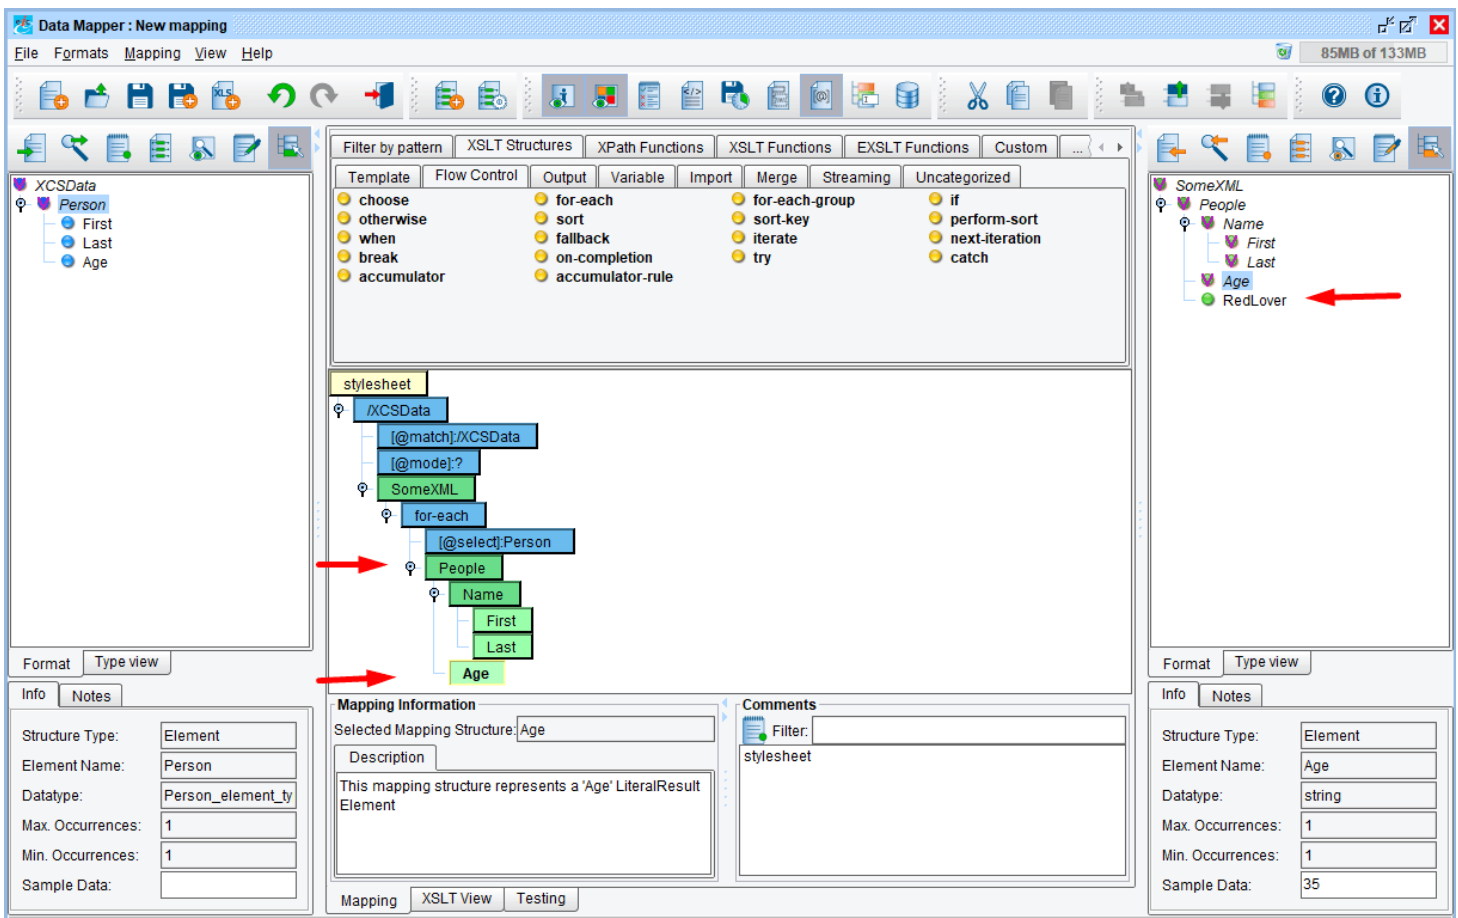 Data Mapper : New mapping
File Formats Mapping View Help
85MB of 133MB
XCSData
Person
First
Last
Age
Format Type view
Info Notes
Structure Type: Element
Element Name: Person
Datatype: Person_element_ty
Max. Occurrences: 1
Min. Occurrences: 1
Sample Data:
Filter by pattern XSLT Structures XPath Functions XSLT Functions EXSLT Functions Custom ...
Template Flow Control Output Variable Import Merge Streaming Uncategorized
choose for-each for-each-group if
otherwise sort sort-key perform-sort
when fallback iterate next-iteration
break on-completion try catch
accumulator accumulator-rule
stylesheet
/XCSData
[@match]:/XCSData
[@mode]:?
SomeXML
for-each
[@select]:Person
People
Name
First
Last
Age
Mapping Information
Selected Mapping Structure: Age
Description
This mapping structure represents a 'Age' LiteralResult
Element
Comments
Filter:
stylesheet
Mapping XSLT View Testing
SomeXML
People
Name
First
Last
Age
RedLover
Format Type view
Info Notes
Structure Type: Element
Element Name: Age
Datatype: string
Max. Occurrences: 1
Min. Occurrences: 1
Sample Data: 35